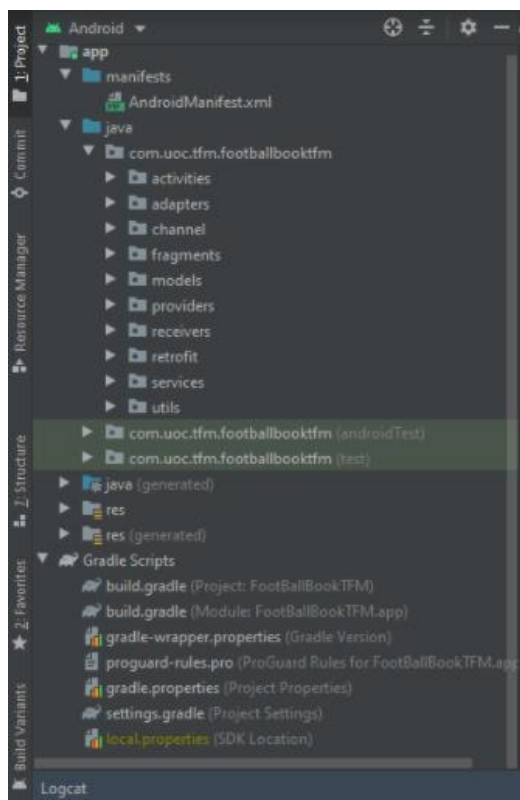 Android
app
manifests
AndroidManifest.xml
java
com.uoc.tfm.footballbooktfm
activities
adapters
channel
fragments
models
providers
receivers
retrofit
services
utils
com.uoc.tfm.footballbooktfm (androidTest)
com.uoc.tfm.footballbooktfm (test)
java (generated)
res
res (generated)
Gradle Scripts
build.gradle (Project: FootBallBookTFM)
build.gradle (Module: FootBallBookTFM.app)
gradle-wrapper.properties (Gradle Version)
proguard-rules.pro (ProGuard Rules for FootBallBookTFM.app
gradle.properties (Project Properties)
settings.gradle (Project Settings)
local.properties (SDK Location)
Logcat
1: Project
Commit
Resource Manager
7: Structure
2: Favorites
Build Variants